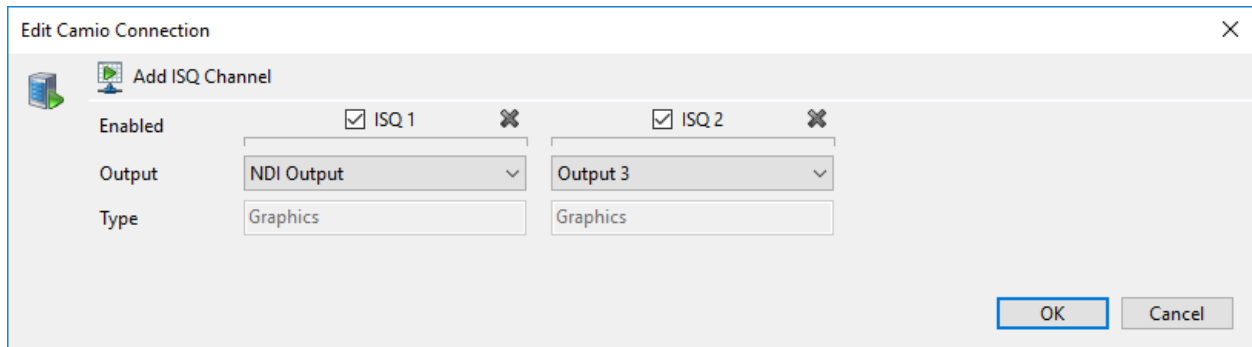 Edit Camio Connection
Add ISQ Channel
Enabled ISQ 1 ISQ 2
Output NDI Output Output 3
Type Graphics Graphics
OK Cancel